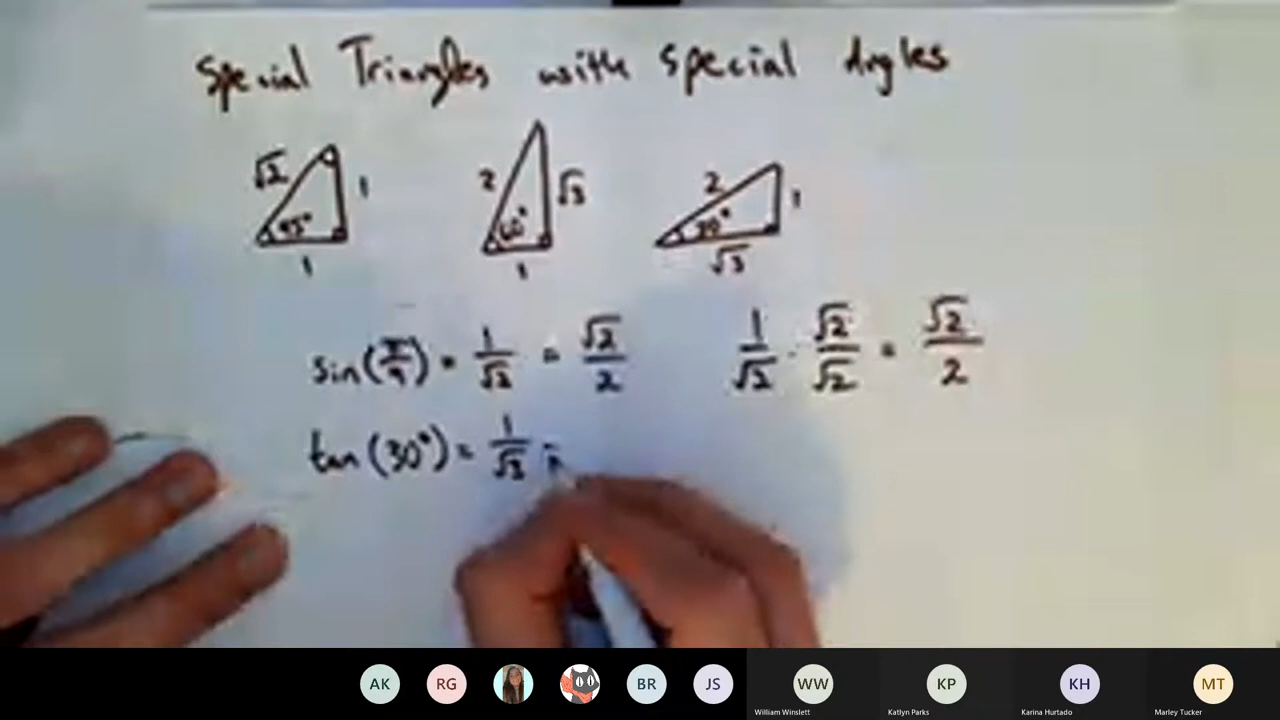 Special Triangles with special Angles
√2 1 45° 1
2 √3 60° 1
2 1 30° √3
sin(π/4) = 1/√2 = √2/2
1/√2 · √2/√2 = √2/2
tan(30°) = 1/√3 =
AK RG BR JS WW KP KH MT
William Winslett Katlyn Parks Karina Hurtado Marley Tucker